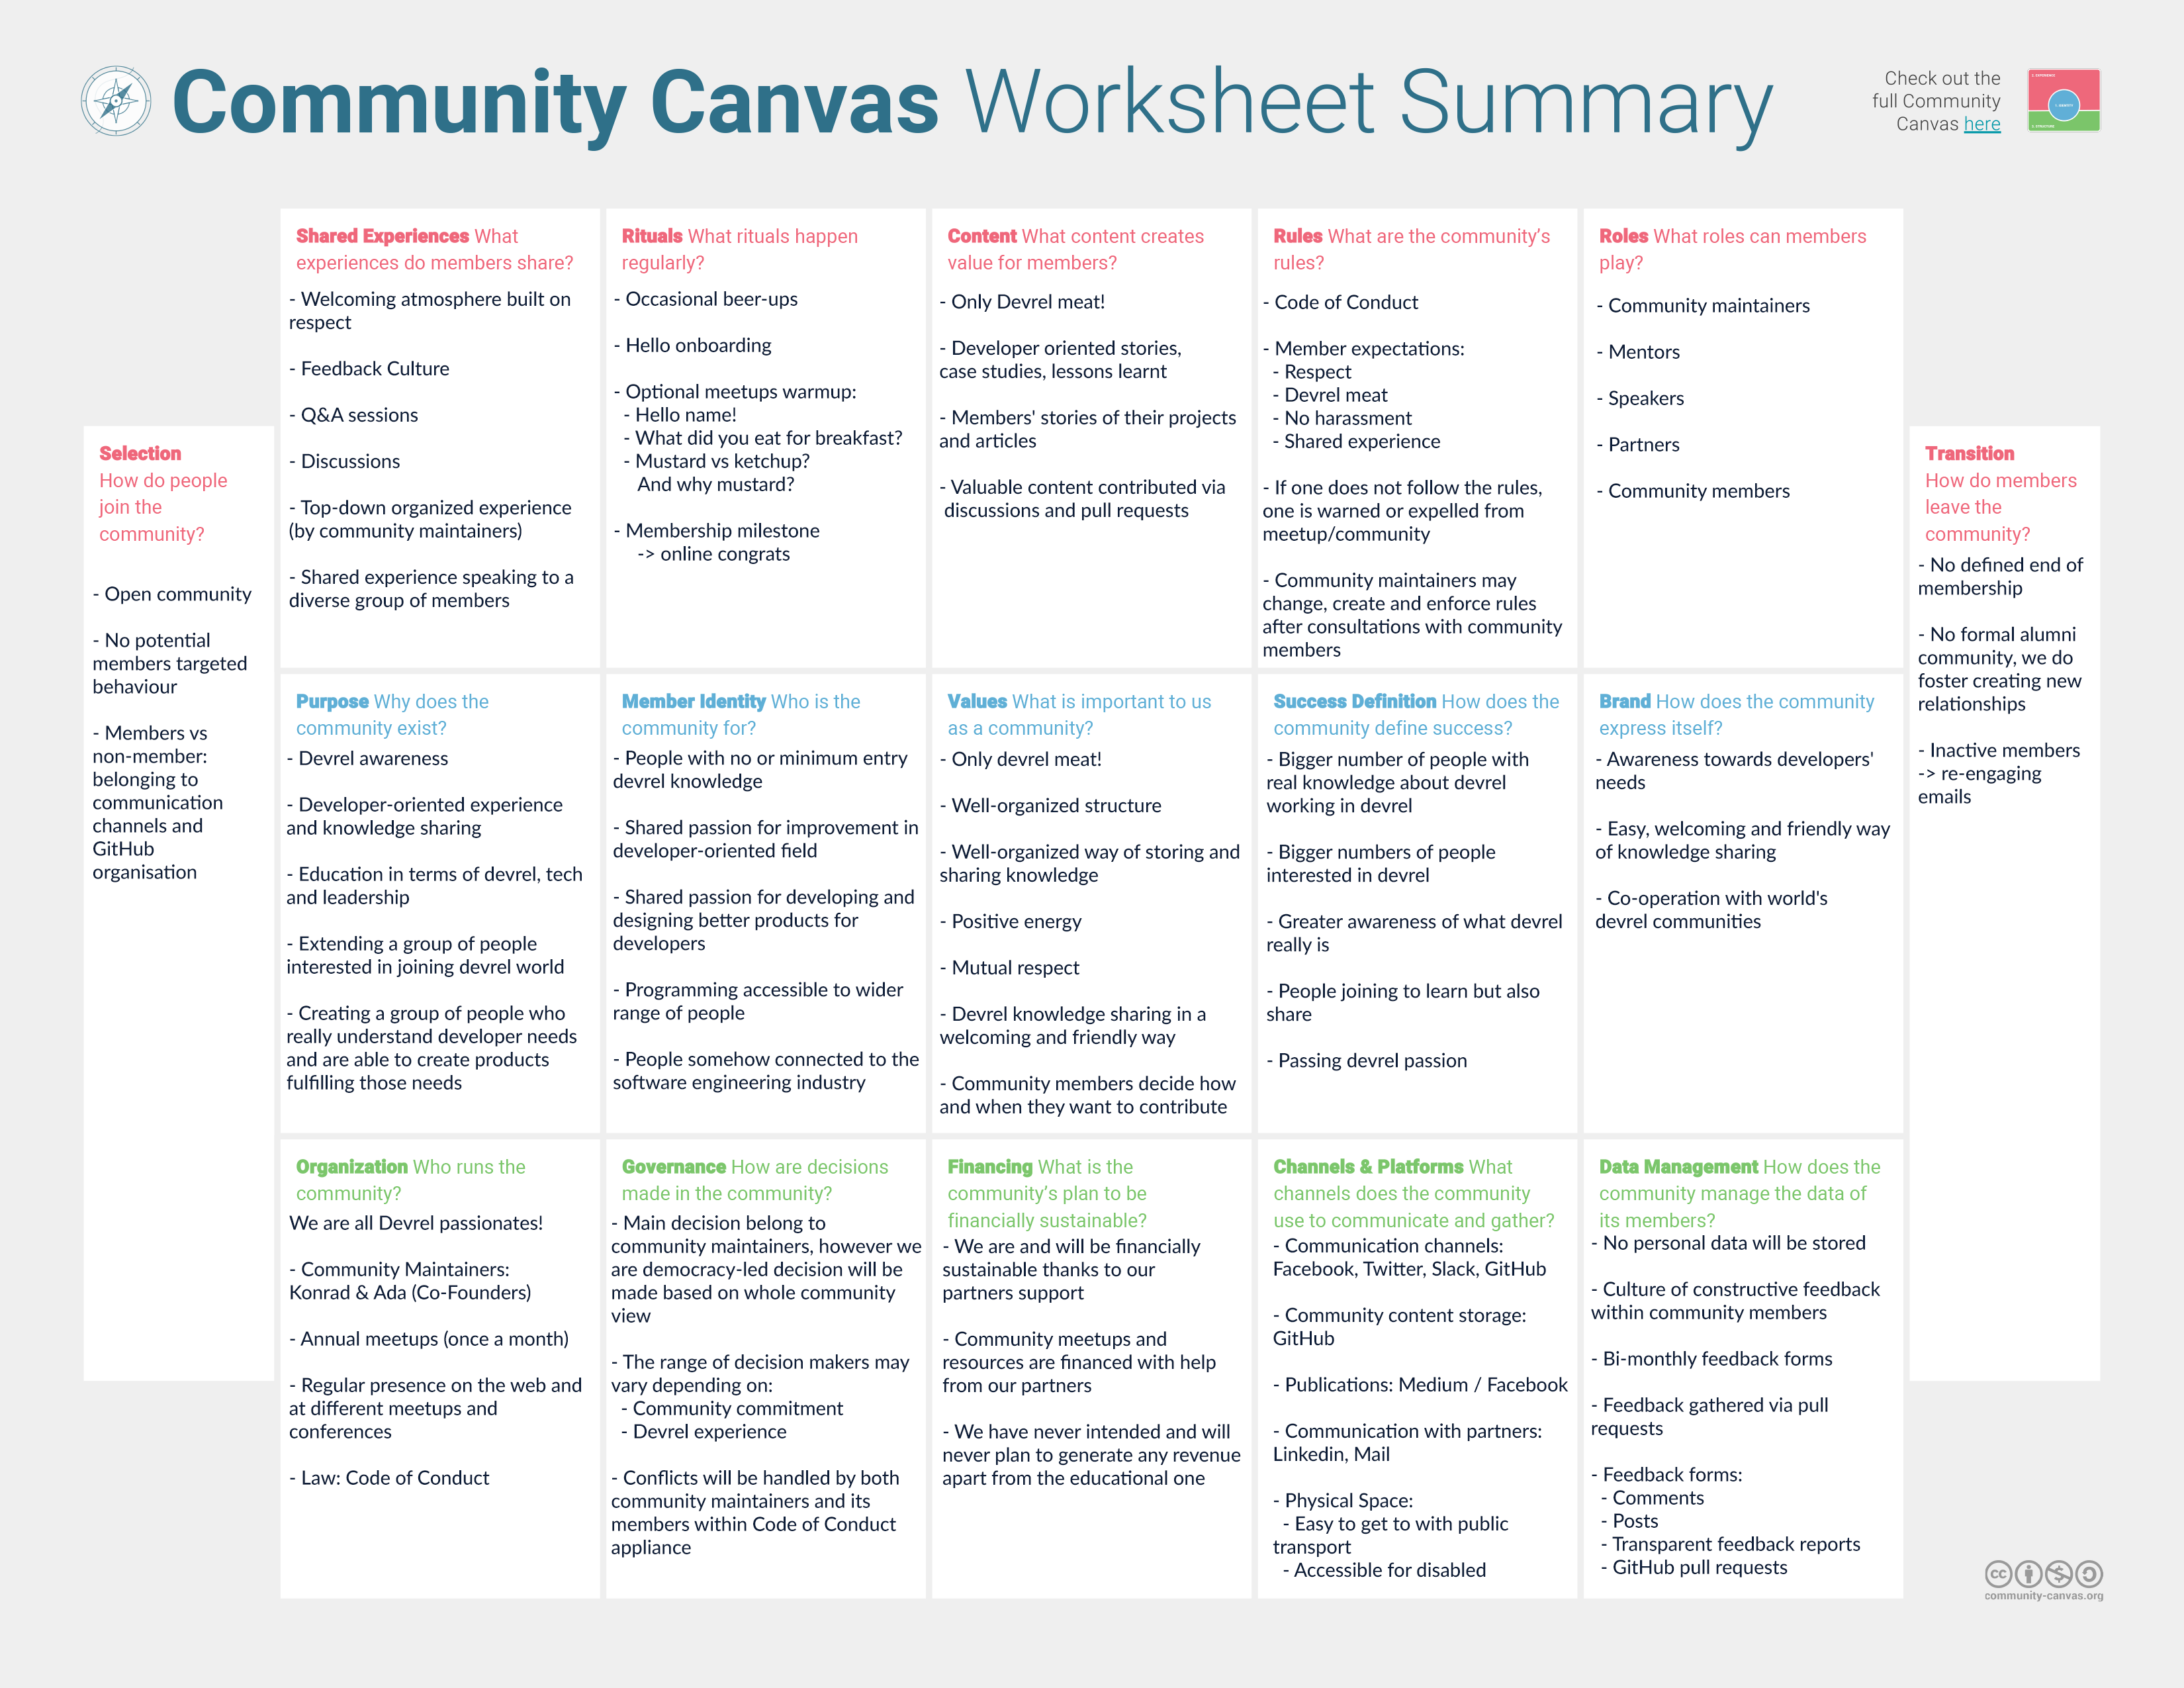 Community Canvas Worksheet Summary
Check out the
full Community
Canvas here
Selection
How do people
join the
community?
- Open community
- No potential
members targeted
behaviour
- Members vs
non-member:
belonging to
communication
channels and
GitHub
organisation
Shared Experiences What
experiences do members share?
- Welcoming atmosphere built on
respect
- Feedback Culture
- Q&A sessions
- Discussions
- Top-down organized experience
(by community maintainers)
- Shared experience speaking to a
diverse group of members
Rituals What rituals happen
regularly?
- Occasional beer-ups
- Hello onboarding
- Optional meetups warmup:
- Hello name!
- What did you eat for breakfast?
- Mustard vs ketchup?
And why mustard?
- Membership milestone
-> online congrats
Content What content creates
value for members?
- Only Devrel meat!
- Developer oriented stories,
case studies, lessons learnt
- Members' stories of their projects
and articles
- Valuable content contributed via
discussions and pull requests
Rules What are the community's
rules?
- Code of Conduct
- Member expectations:
- Respect
- Devrel meat
- No harassment
- Shared experience
- If one does not follow the rules,
one is warned or expelled from
meetup/community
- Community maintainers may
change, create and enforce rules
after consultations with community
members
Roles What roles can members
play?
- Community maintainers
- Mentors
- Speakers
- Partners
- Community members
Transition
How do members
leave the
community?
- No defined end of
membership
- No formal alumni
community, we do
foster creating new
relationships
- Inactive members
-> re-engaging
emails
Purpose Why does the
community exist?
- Devrel awareness
- Developer-oriented experience
and knowledge sharing
- Education in terms of devrel, tech
and leadership
- Extending a group of people
interested in joining devrel world
- Creating a group of people who
really understand developer needs
and are able to create products
fulfilling those needs
Member Identity Who is the
community for?
- People with no or minimum entry
devrel knowledge
- Shared passion for improvement in
developer-oriented field
- Shared passion for developing and
designing better products for
developers
- Programming accessible to wider
range of people
- People somehow connected to the
software engineering industry
Values What is important to us
as a community?
- Only devrel meat!
- Well-organized structure
- Well-organized way of storing and
sharing knowledge
- Positive energy
- Mutual respect
- Devrel knowledge sharing in a
welcoming and friendly way
- Community members decide how
and when they want to contribute
Success Definition How does the
community define success?
- Bigger number of people with
real knowledge about devrel
working in devrel
- Bigger numbers of people
interested in devrel
- Greater awareness of what devrel
really is
- People joining to learn but also
share
- Passing devrel passion
Brand How does the community
express itself?
- Awareness towards developers'
needs
- Easy, welcoming and friendly way
of knowledge sharing
- Co-operation with world's
devrel communities
Organization Who runs the
community?
We are all Devrel passionates!
- Community Maintainers:
Konrad & Ada (Co-Founders)
- Annual meetups (once a month)
- Regular presence on the web and
at different meetups and
conferences
- Law: Code of Conduct
Governance How are decisions
made in the community?
- Main decision belong to
community maintainers, however we
are democracy-led decision will be
made based on whole community
view
- The range of decision makers may
vary depending on:
- Community commitment
- Devrel experience
- Conflicts will be handled by both
community maintainers and its
members within Code of Conduct
appliance
Financing What is the
community's plan to be
financially sustainable?
- We are and will be financially
sustainable thanks to our
partners support
- Community meetups and
resources are financed with help
from our partners
- We have never intended and will
never plan to generate any revenue
apart from the educational one
Channels & Platforms What
channels does the community
use to communicate and gather?
- Communication channels:
Facebook, Twitter, Slack, GitHub
- Community content storage:
GitHub
- Publications: Medium / Facebook
- Communication with partners:
Linkedin, Mail
- Physical Space:
- Easy to get to with public
transport
- Accessible for disabled
Data Management How does the
community manage the data of
its members?
- No personal data will be stored
- Culture of constructive feedback
within community members
- Bi-monthly feedback forms
- Feedback gathered via pull
requests
- Feedback forms:
- Comments
- Posts
- Transparent feedback reports
- GitHub pull requests
cc
community-canvas.org